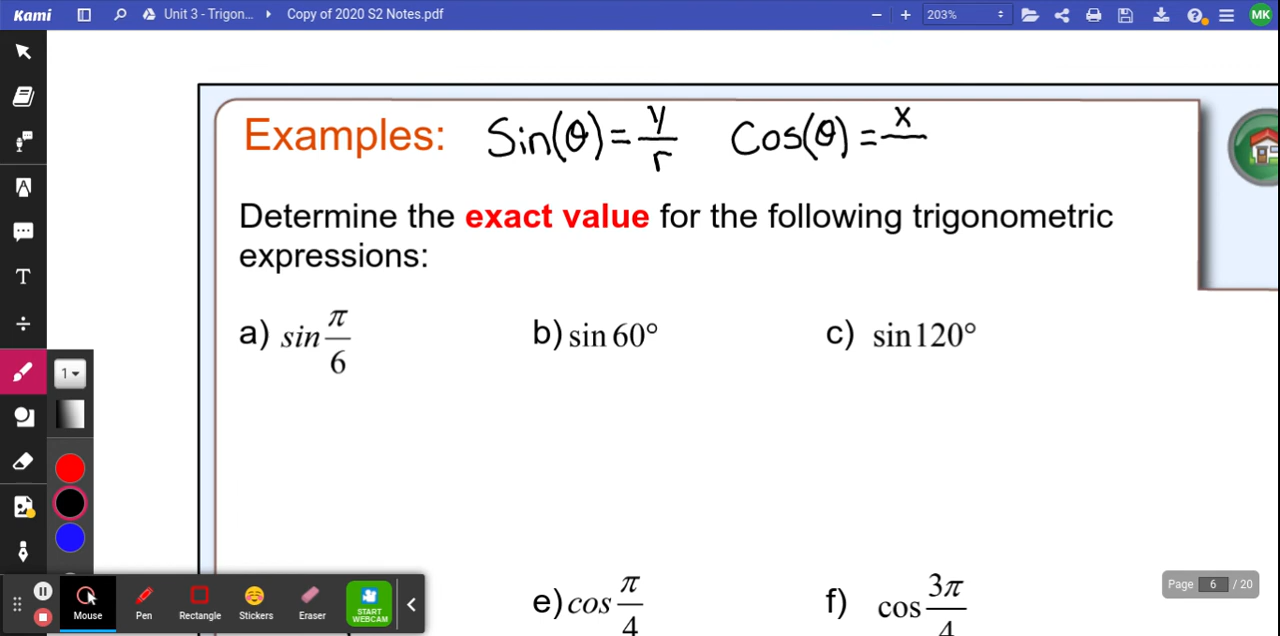 Kami Unit 3 - Trigon... Copy of 2020 S2 Notes.pdf 203% MK
Examples: Sin(θ) = y/r Cos(θ) = x/
Determine the exact value for the following trigonometric
expressions:
a) sin π/6 b) sin 60° c) sin 120°
T
1
e) cos π/4 f) cos 3π/4
Page 6 / 20
Mouse Pen Rectangle Stickers Eraser START
WEBCAM